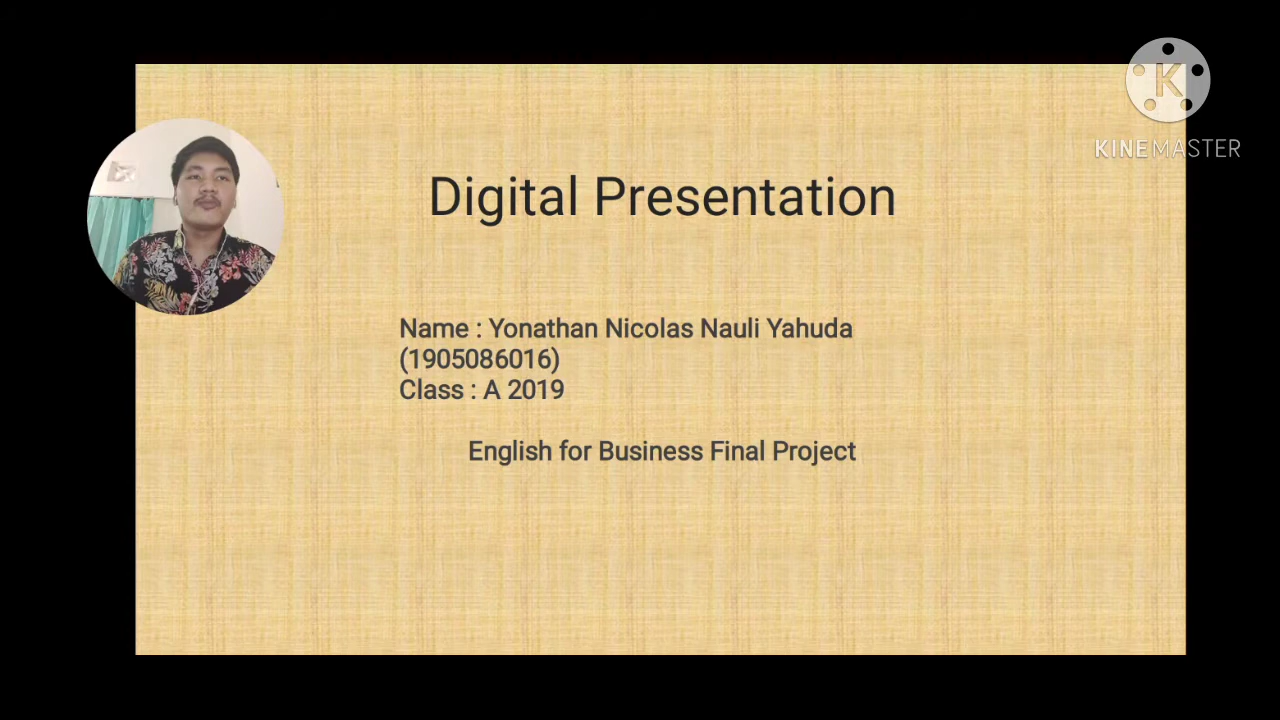 K
KINEMASTER
Digital Presentation
Name : Yonathan Nicolas Nauli Yahuda
(1905086016)
Class : A 2019
English for Business Final Project